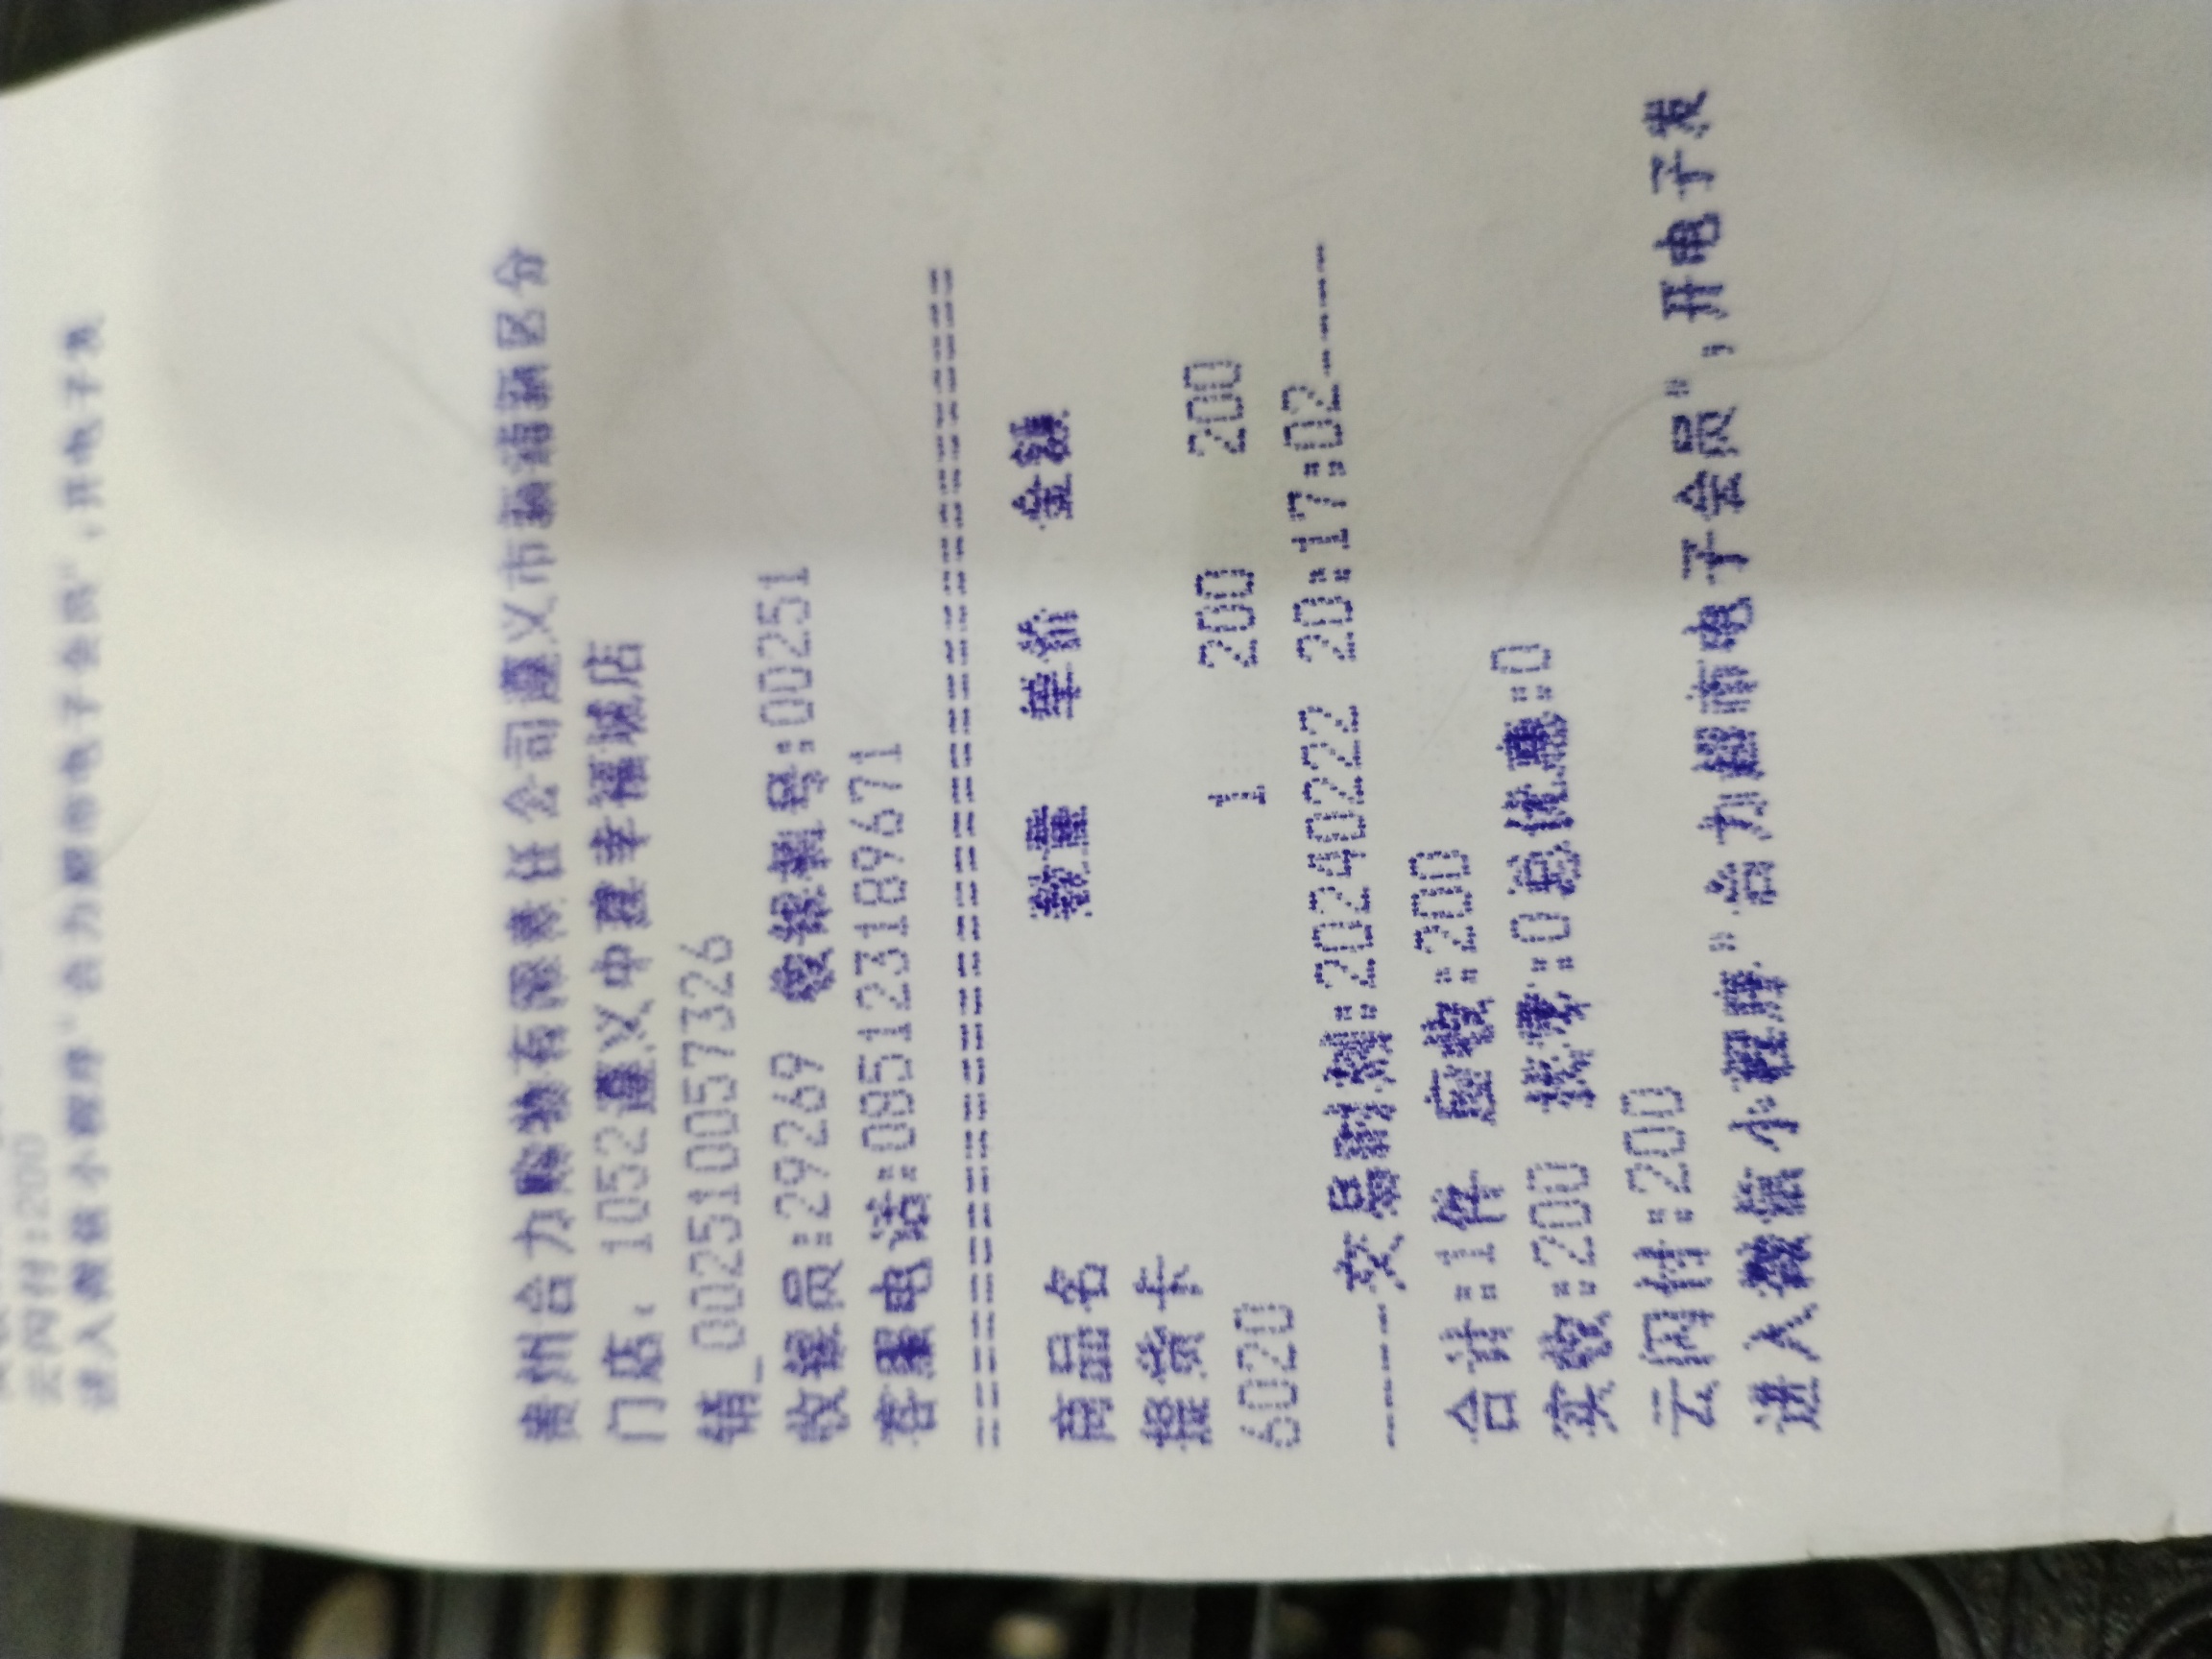 云闪付:200
进入微信小程序"合力超市电子会员",开电子发
贵州合力购物有限责任公司遵义市新蒲新区分
门店: 1052遵义中建幸福城店
销_002510057326
收银员:29269 收银机号:00251
客服电话:085123189671
==========================================
商品名 数量 单价 金额
提货卡
6020 1 200 200
-----交易时间:20240222 20:17:02-----
合计:1件 应收:200
实收:200 找零:0总优惠:0
云闪付:200
进入微信小程序"合力超市电子会员",开电子发